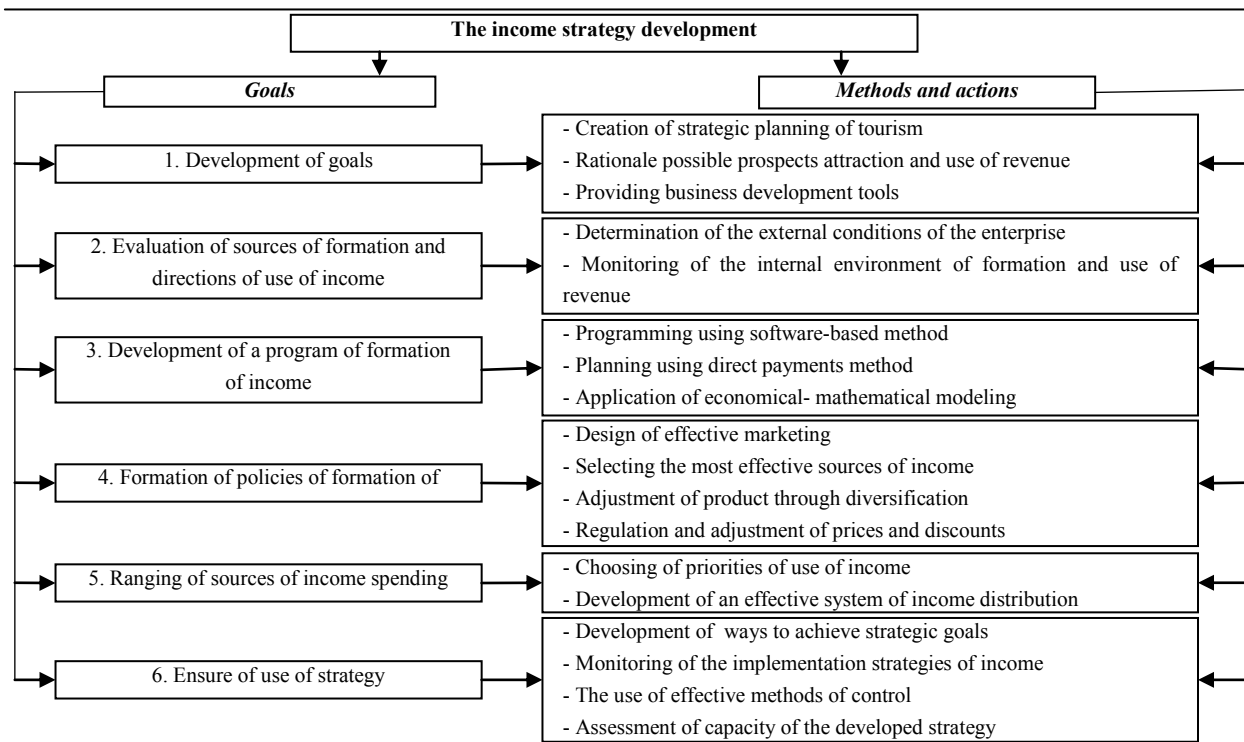 The income strategy development
Goals
Methods and actions
1. Development of goals
- Creation of strategic planning of tourism
- Rationale possible prospects attraction and use of revenue
- Providing business development tools
2. Evaluation of sources of formation and
directions of use of income
- Determination of the external conditions of the enterprise
- Monitoring of the internal environment of formation and use of
revenue
3. Development of a program of formation
of income
- Programming using software-based method
- Planning using direct payments method
- Application of economical- mathematical modeling
4. Formation of policies of formation of
- Design of effective marketing
- Selecting the most effective sources of income
- Adjustment of product through diversification
- Regulation and adjustment of prices and discounts
5. Ranging of sources of income spending
- Choosing of priorities of use of income
- Development of an effective system of income distribution
6. Ensure of use of strategy
- Development of  ways to achieve strategic goals
- Monitoring of the implementation strategies of income
- The use of effective methods of control
- Assessment of capacity of the developed strategy